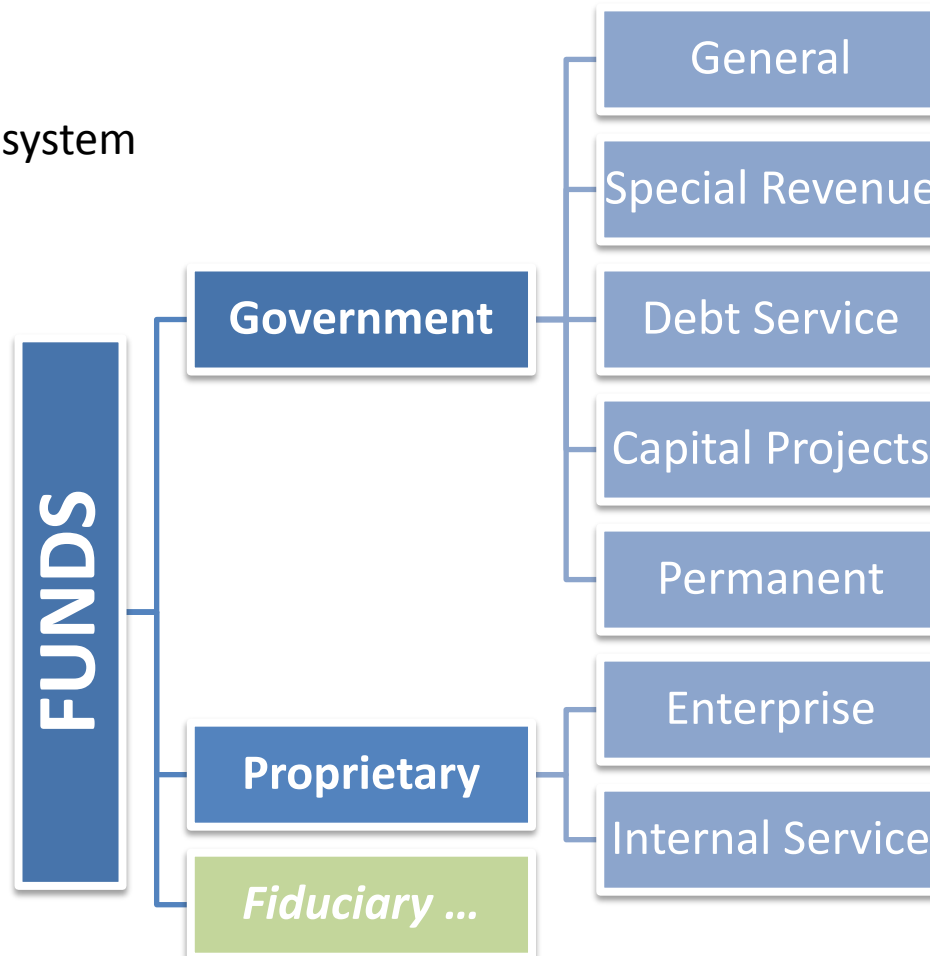 system
FUNDS
Government
General
Special Revenue
Debt Service
Capital Projects
Permanent
Proprietary
Enterprise
Internal Service
Fiduciary ...